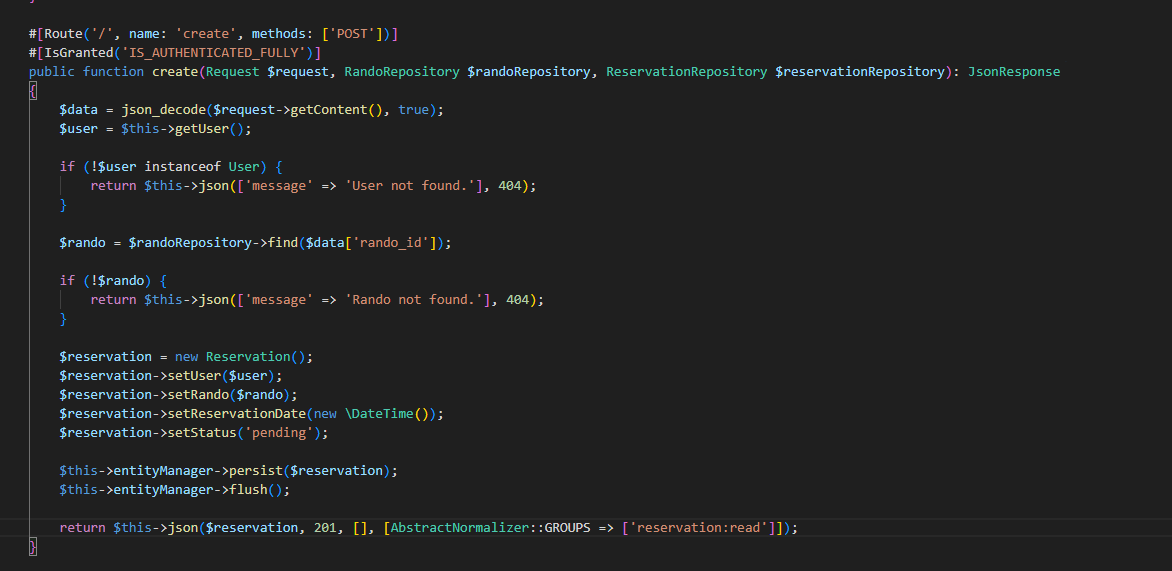 #[Route('/', name: 'create', methods: ['POST'])]
#[IsGranted('IS_AUTHENTICATED_FULLY')]
public function create(Request $request, RandoRepository $randoRepository, ReservationRepository $reservationRepository): JsonResponse
{
    $data = json_decode($request->getContent(), true);
    $user = $this->getUser();

    if (!$user instanceof User) {
        return $this->json(['message' => 'User not found.'], 404);
    }

    $rando = $randoRepository->find($data['rando_id']);

    if (!$rando) {
        return $this->json(['message' => 'Rando not found.'], 404);
    }

    $reservation = new Reservation();
    $reservation->setUser($user);
    $reservation->setRando($rando);
    $reservation->setReservationDate(new \DateTime());
    $reservation->setStatus('pending');

    $this->entityManager->persist($reservation);
    $this->entityManager->flush();

    return $this->json($reservation, 201, [], [AbstractNormalizer::GROUPS => ['reservation:read']]);
}